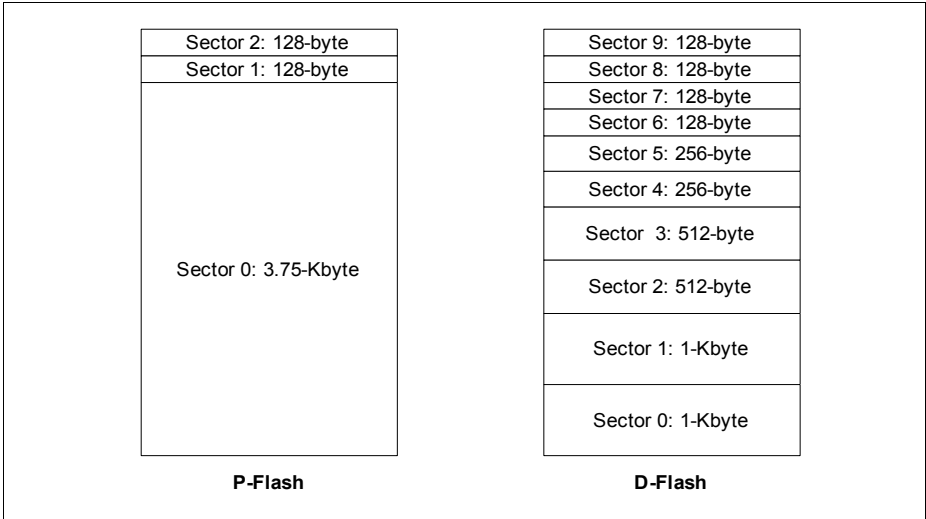 Sector 2: 128-byte
Sector 1: 128-byte
Sector 0: 3.75-Kbyte
P-Flash
Sector 9: 128-byte
Sector 8: 128-byte
Sector 7: 128-byte
Sector 6: 128-byte
Sector 5: 256-byte
Sector 4: 256-byte
Sector 3: 512-byte
Sector 2: 512-byte
Sector 1: 1-Kbyte
Sector 0: 1-Kbyte
D-Flash